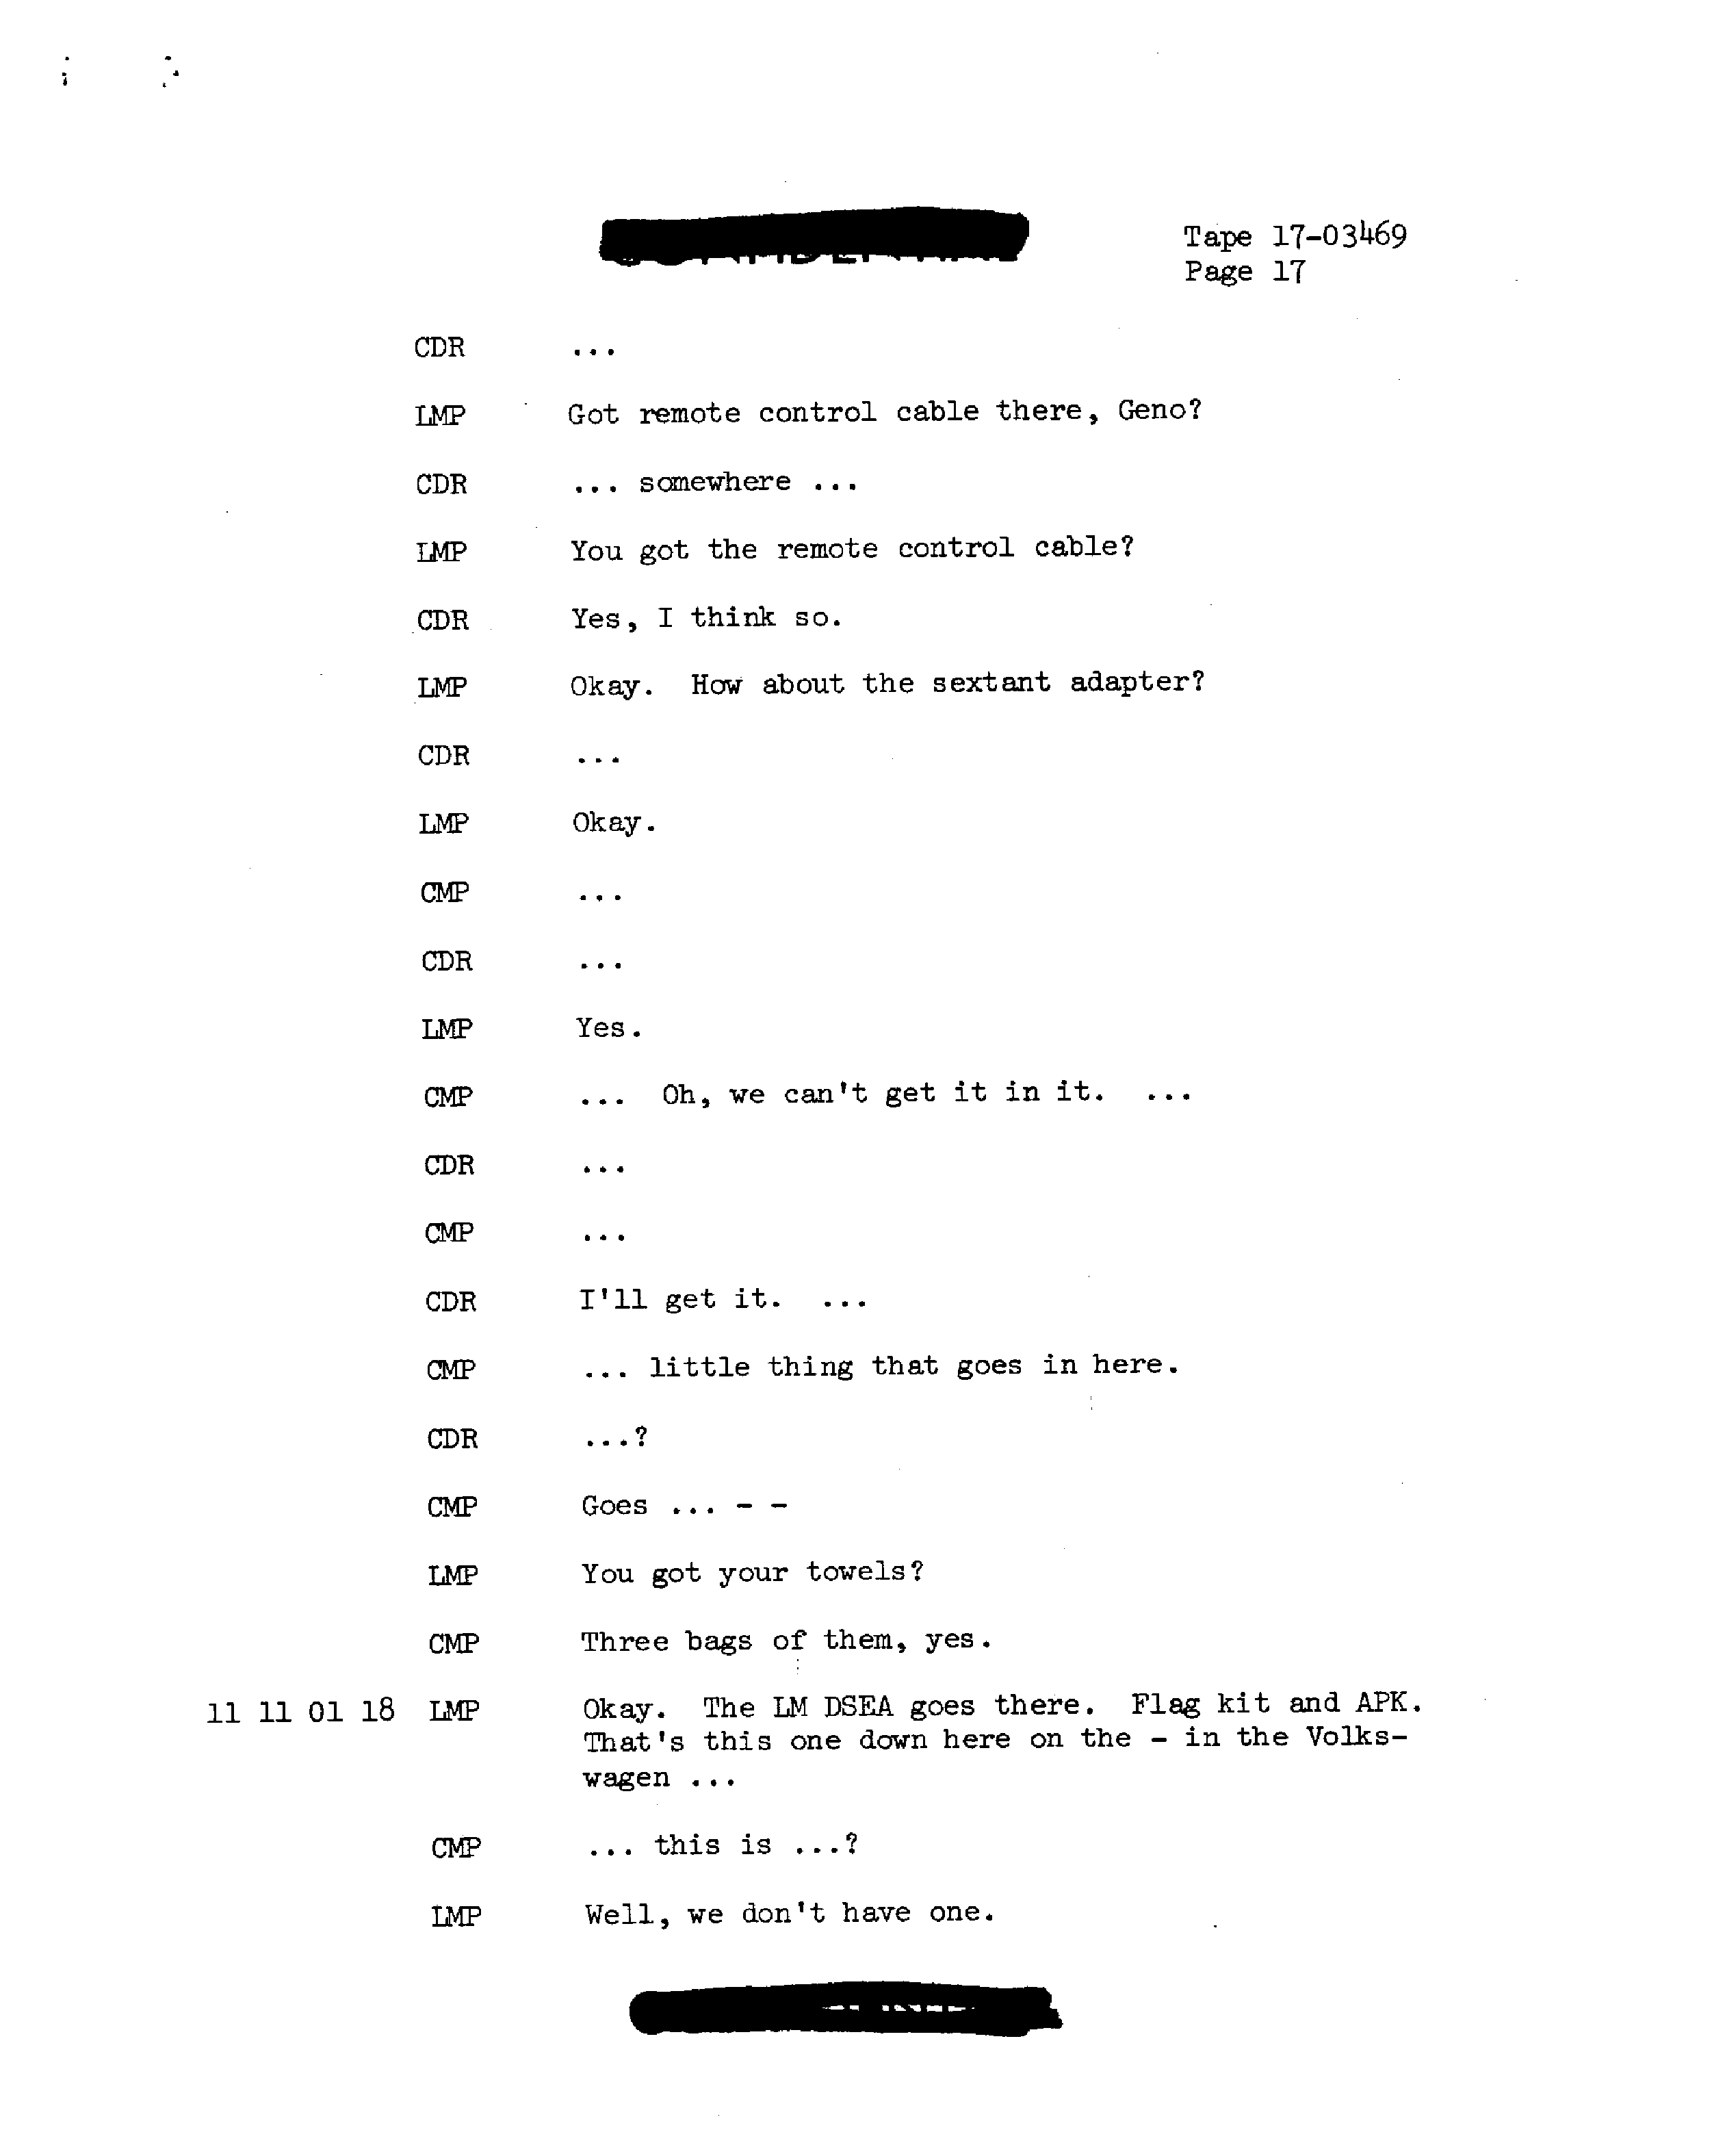 Tape 17-03469
Page 17
CDR ...
LMP Got remote control cable there, Geno?
CDR ... somewhere ...
LMP You got the remote control cable?
CDR Yes, I think so.
LMP Okay. How about the sextant adapter?
CDR ...
LMP Okay.
CMP ...
CDR ...
LMP Yes.
CMP ... Oh, we can't get it in it. ...
CDR ...
CMP ...
CDR I'll get it. ...
CMP ... little thing that goes in here.
CDR ...?
CMP Goes ... - -
LMP You got your towels?
CMP Three bags of them, yes.
11 11 01 18 LMP Okay. The LM DSEA goes there. Flag kit and APK.
That's this one down here on the - in the Volks-
wagen ...
CMP ... this is ...?
LMP Well, we don't have one.